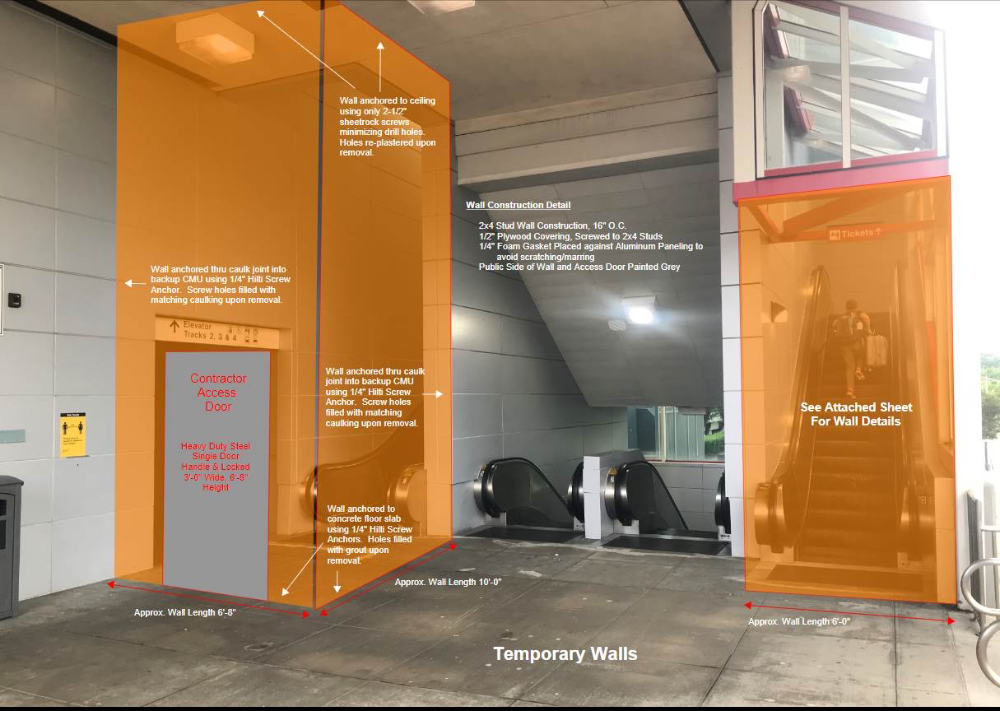 Wall anchored to ceiling
using only 2-1/2"
sheetrock screws
minimizing drill holes.
Holes re-plastered upon
removal.
Wall Construction Detail
2x4 Stud Wall Construction, 16" O.C.
1/2" Plywood Covering, Screwed to 2x4 Studs
1/4" Foam Gasket Placed against Aluminum Paneling to
avoid scratching/marring
Public Side of Wall and Access Door Painted Grey
Tickets ↑
Wall anchored thru caulk joint into
backup CMU using 1/4" Hilti Screw
Anchor. Screw holes filled with
matching caulking upon removal.
↑ Elevator
Tracks 2, 3 & 4
Contractor
Access
Door
Heavy Duty Steel
Single Door
Handle & Locked
3'-0" Wide, 6'-8"
Height
Wall anchored thru caulk
joint into backup CMU
using 1/4" Hilti Screw
Anchor. Screw holes
filled with matching
caulking upon removal.
See Attached Sheet
For Wall Details
Wall anchored to
concrete floor slab
using 1/4" Hilti Screw
Anchors. Holes filled
with grout upon
removal.
Approx. Wall Length 10'-0"
Approx. Wall Length 6'-8"
Approx. Wall Length 6'-0"
Temporary Walls